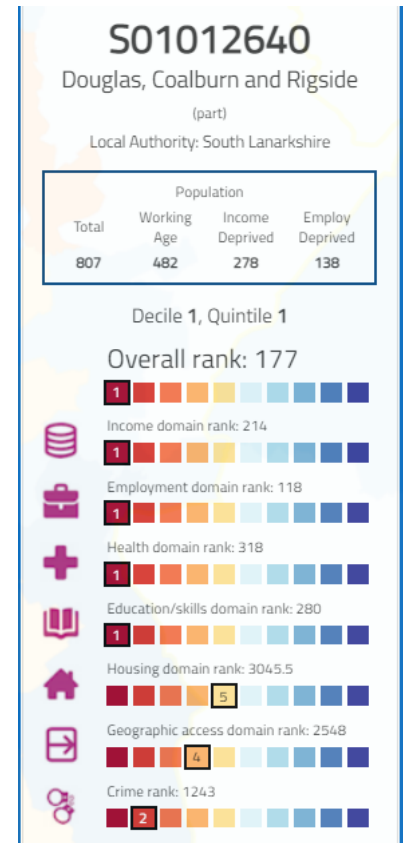 S01012640
Douglas, Coalburn and Rigside
(part)
Local Authority: South Lanarkshire
Population
Total Working Age Income Deprived Employ Deprived
807 482 278 138
Decile 1, Quintile 1
Overall rank: 177
1
Income domain rank: 214
1
Employment domain rank: 118
1
Health domain rank: 318
1
Education/skills domain rank: 280
1
Housing domain rank: 3045.5
5
Geographic access domain rank: 2548
4
Crime rank: 1243
2